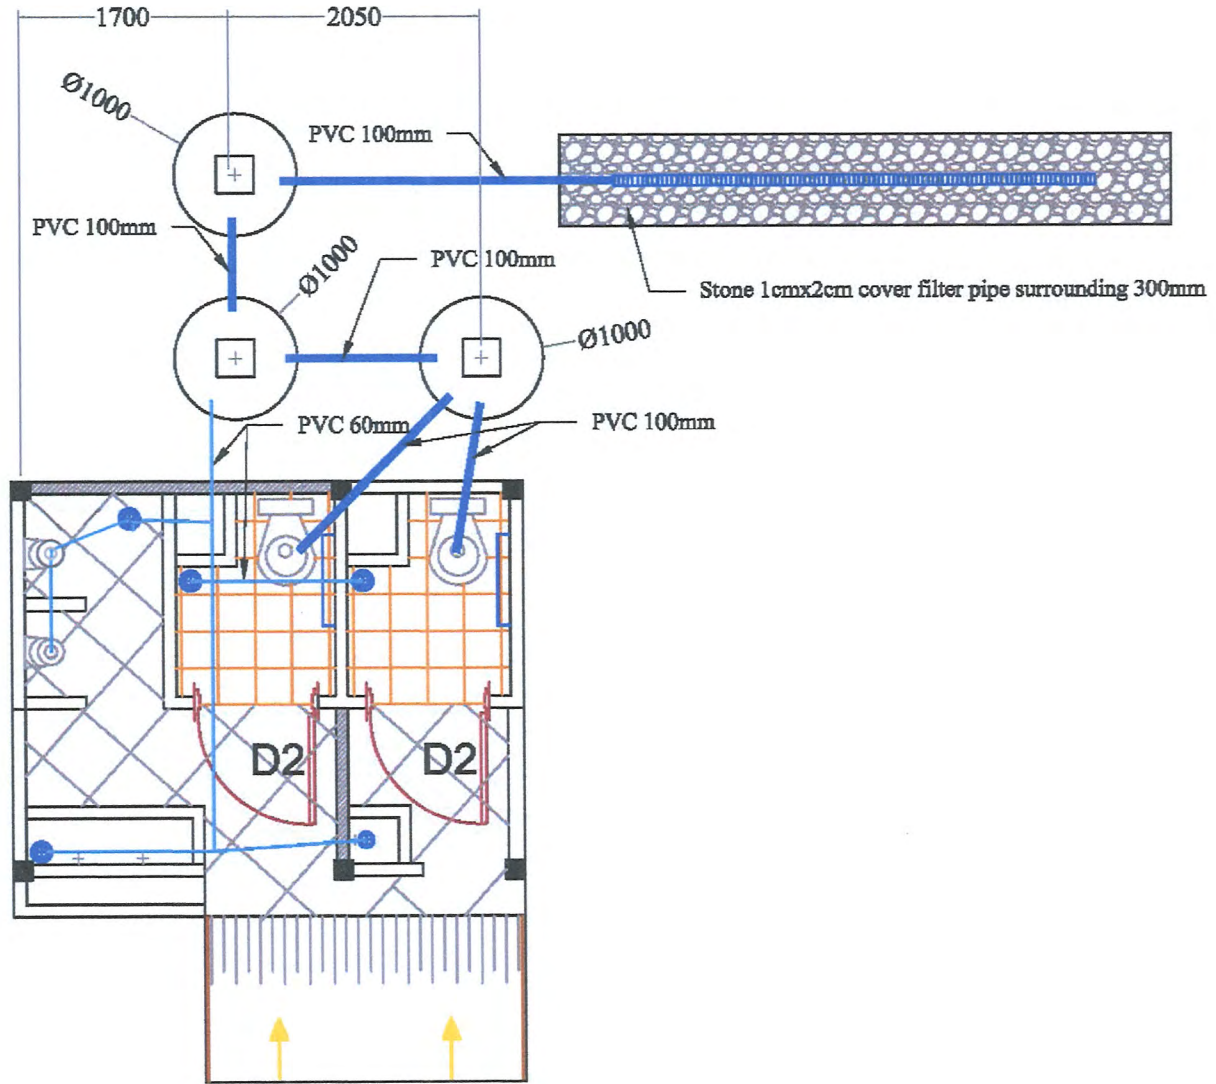 1700
2050
Ø1000
PVC 100mm
PVC 100mm
Ø1000
PVC 100mm
Stone 1cmx2cm cover filter pipe surrounding 300mm
Ø1000
PVC 60mm
PVC 100mm
D2
D2